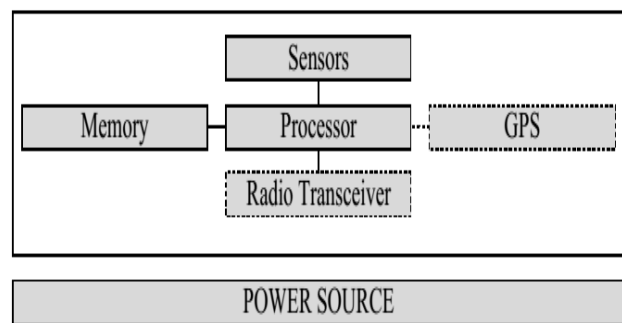 Sensors
Memory
Processor
GPS
Radio Transceiver
POWER SOURCE